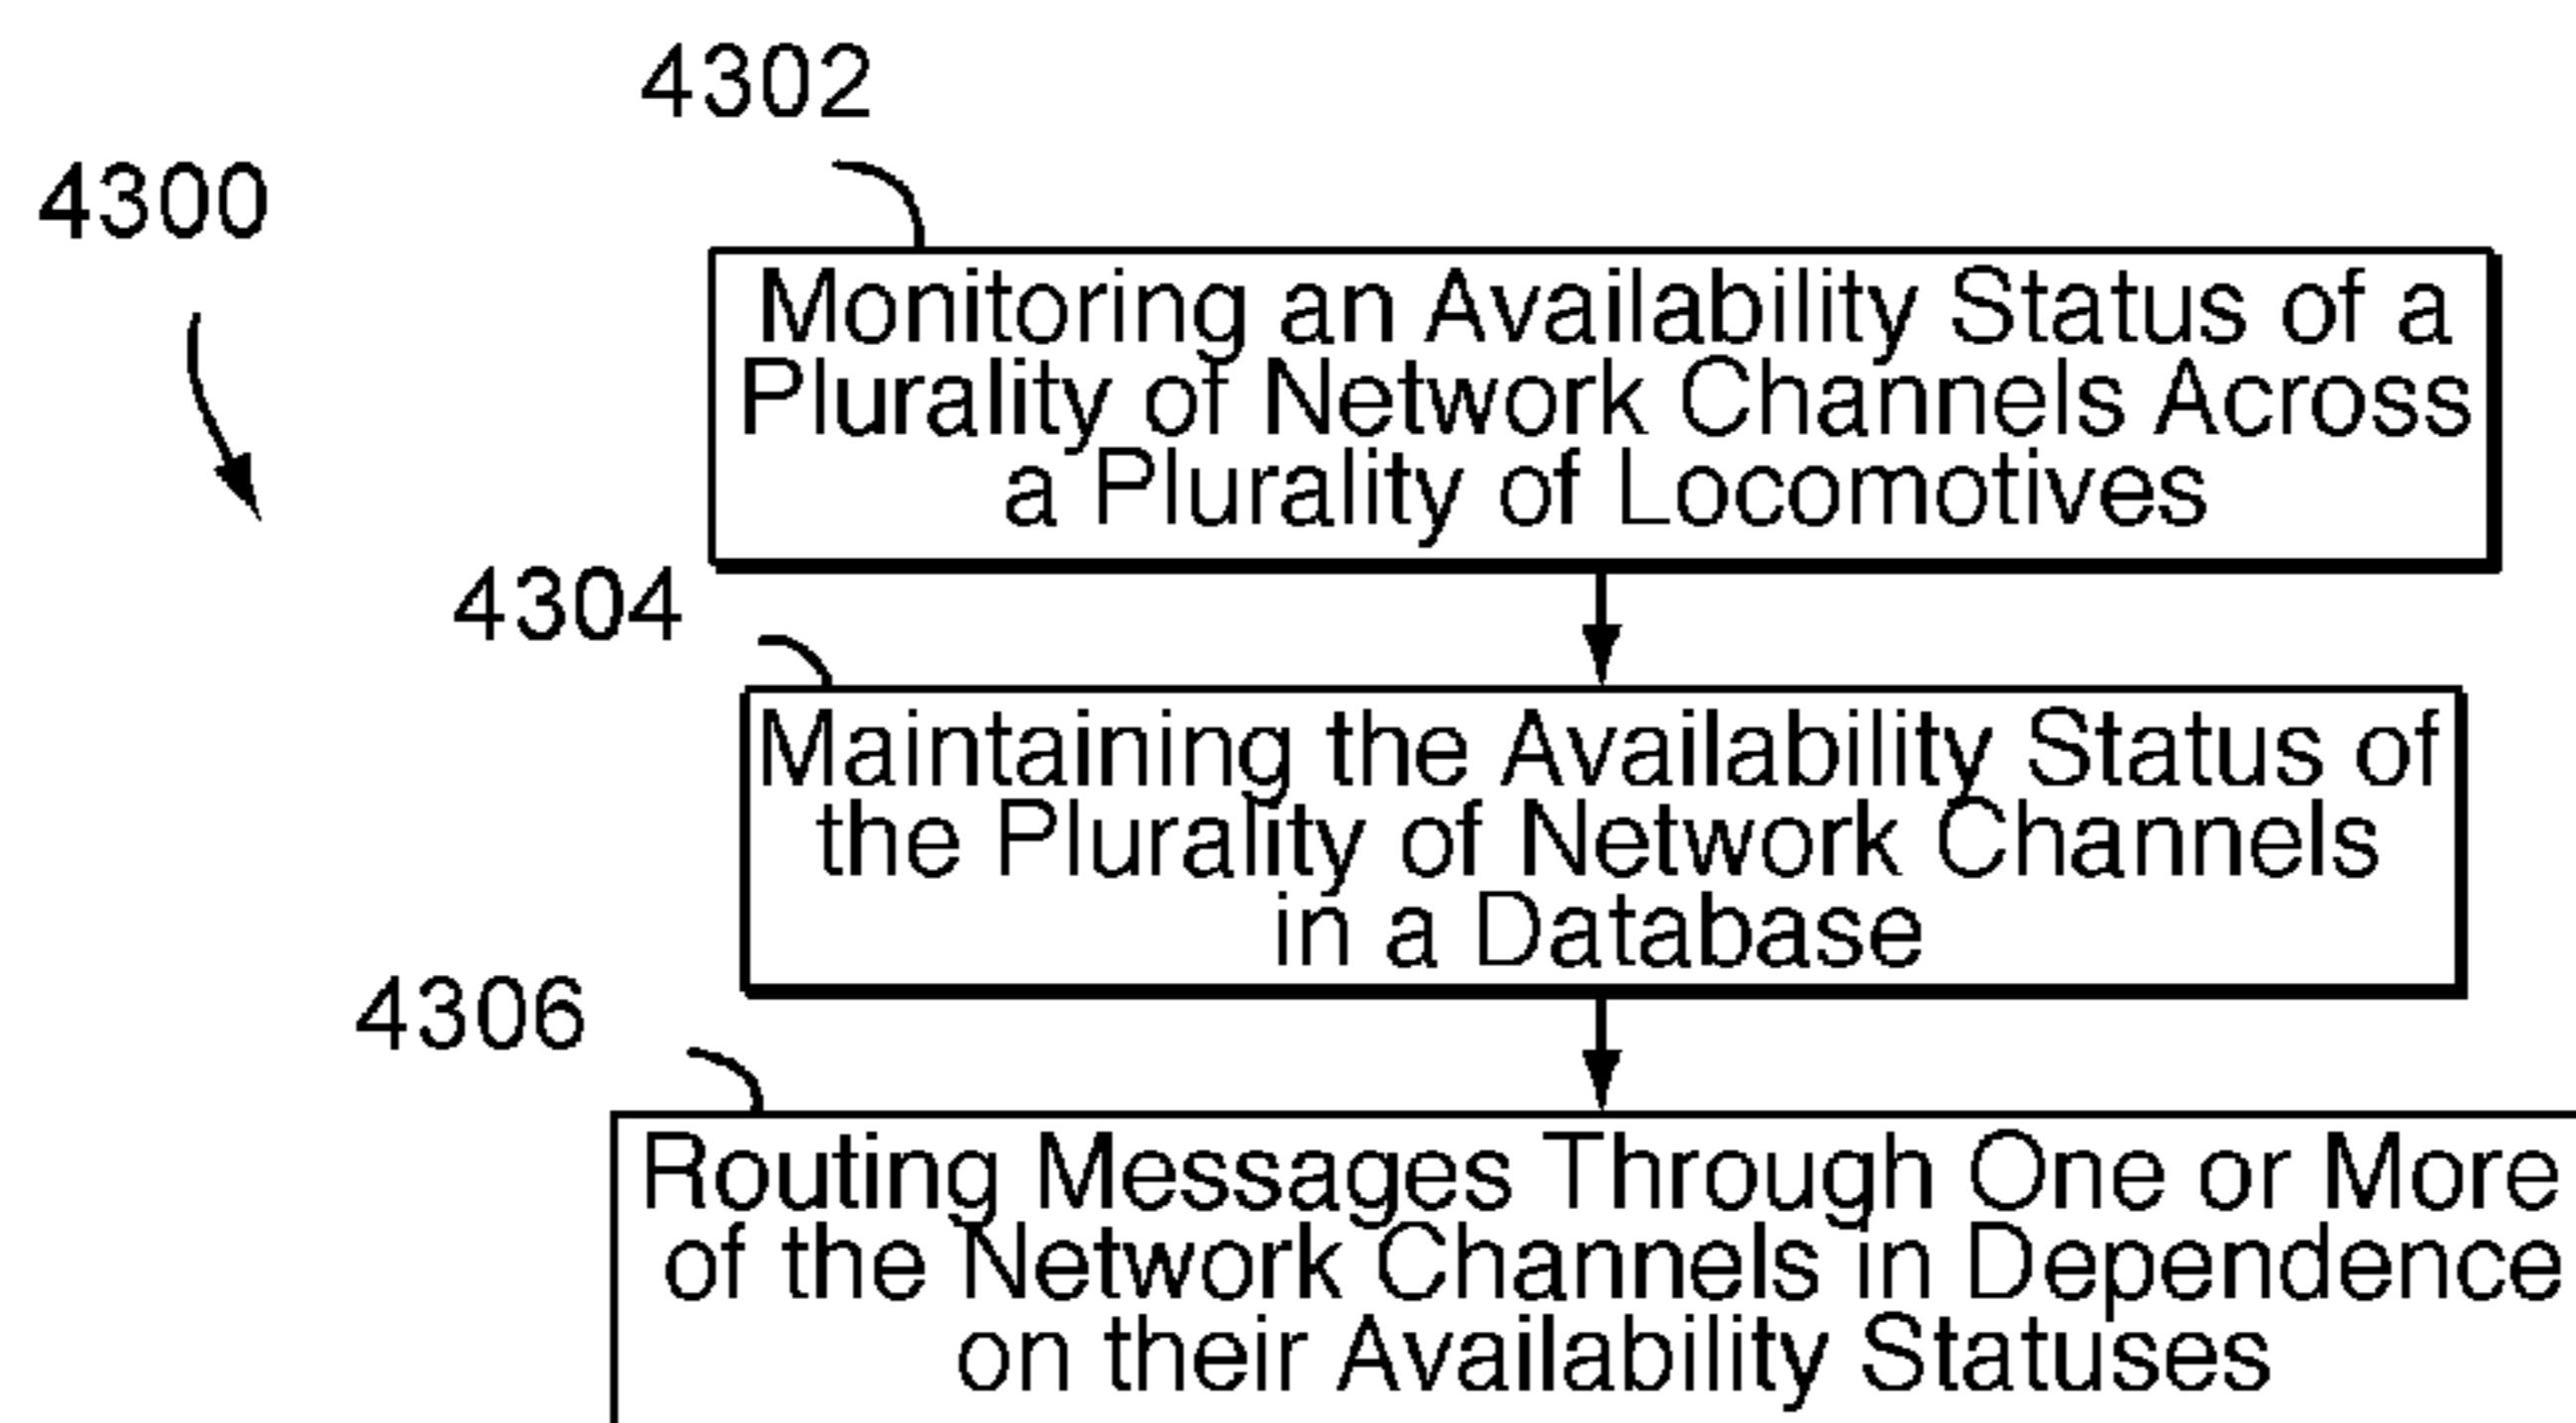 4302
4300
Monitoring an Availability Status of a
Plurality of Network Channels Across
a Plurality of Locomotives
4304
Maintaining the Availability Status of
the Plurality of Network Channels
in a Database
4306
Routing Messages Through One or More
of the Network Channels in Dependence
on their Availability Statuses